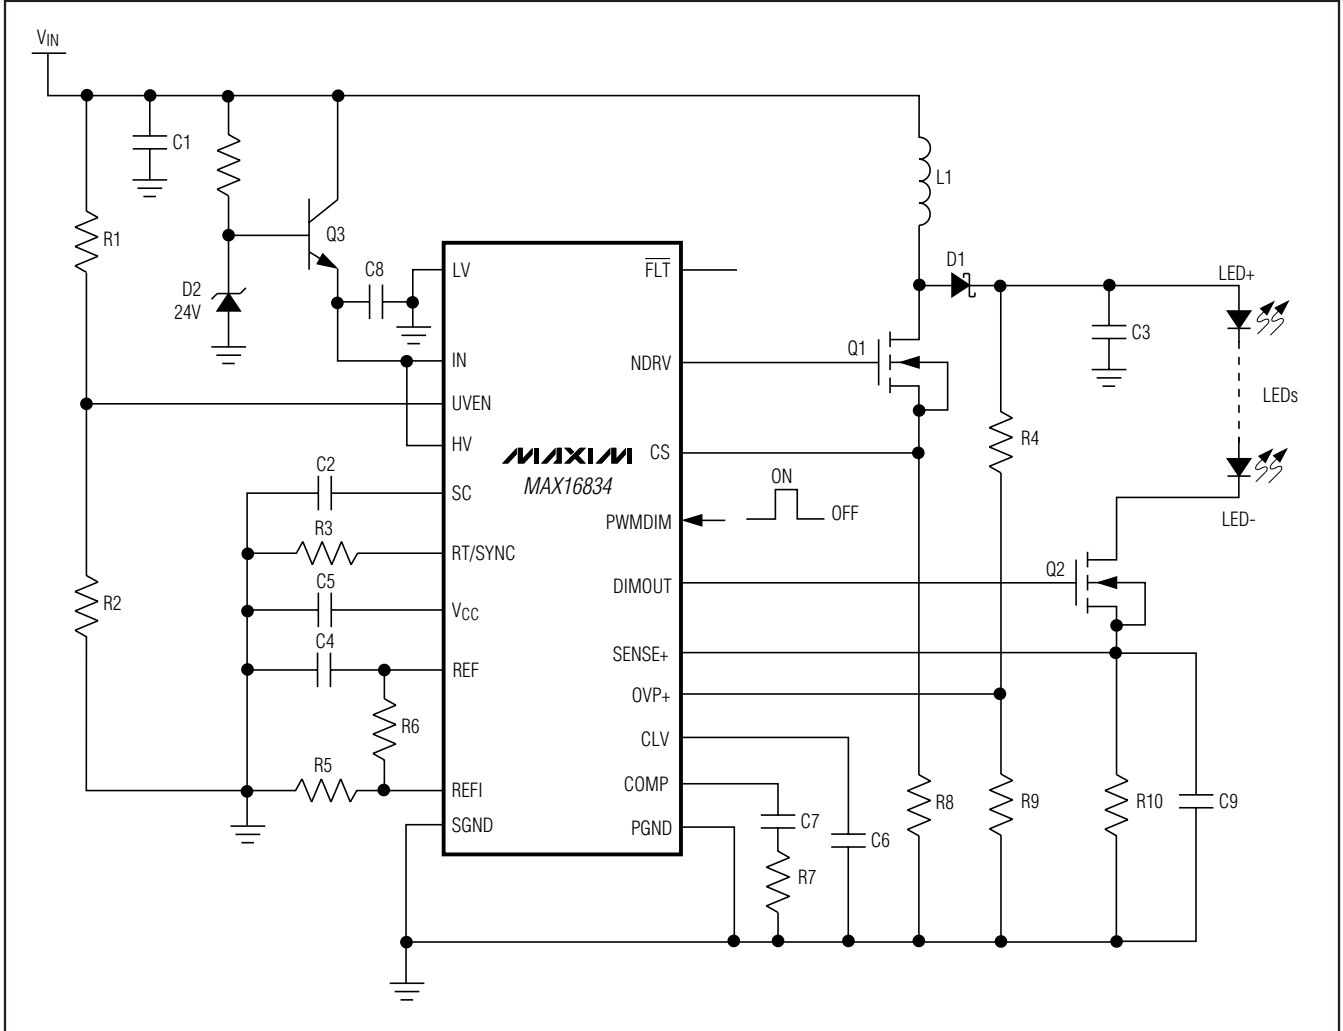 VIN
C1
R1
Q3
D2
24V
C8
LV
IN
UVEN
HV
C2
SC
R3
RT/SYNC
C5
VCC
C4
REF
R6
R2
R5
REFI
SGND
MAXIM
MAX16834
FLT
NDRV
CS
PWMDIM
ON
OFF
DIMOUT
SENSE+
OVP+
CLV
COMP
PGND
L1
D1
Q1
C3
LED+
LEDs
LED-
R4
Q2
C7
R7
C6
R8
R9
R10
C9